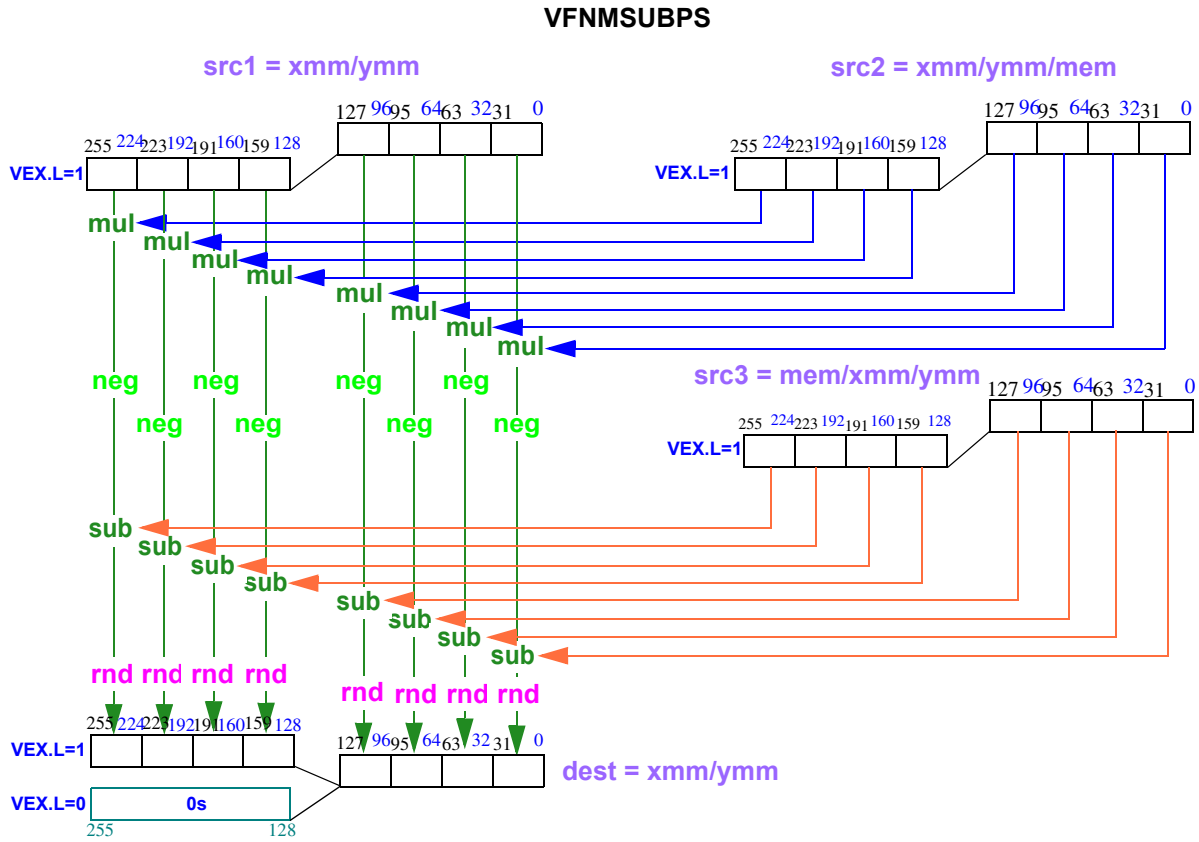 VFNMSUBPS
src1 = xmm/ymm
src2 = xmm/ymm/mem
127 96 95 64 63 32 31 0
127 96 95 64 63 32 31 0
255 224 223 192 191 160 159 128
255 224 223 192 191 160 159 128
VEX.L=1
VEX.L=1
mul
mul
mul
mul
mul
mul
mul
mul
src3 = mem/xmm/ymm
neg neg neg neg
127 96 95 64 63 32 31 0
neg neg neg neg
255 224 223 192 191 160 159 128
VEX.L=1
sub
sub
sub
sub
sub
sub
sub
sub
rnd rnd rnd rnd
rnd rnd rnd rnd
255 224 223 192 191 160 159 128
127 96 95 64 63 32 31 0
VEX.L=1
dest = xmm/ymm
VEX.L=0 0s
255 128